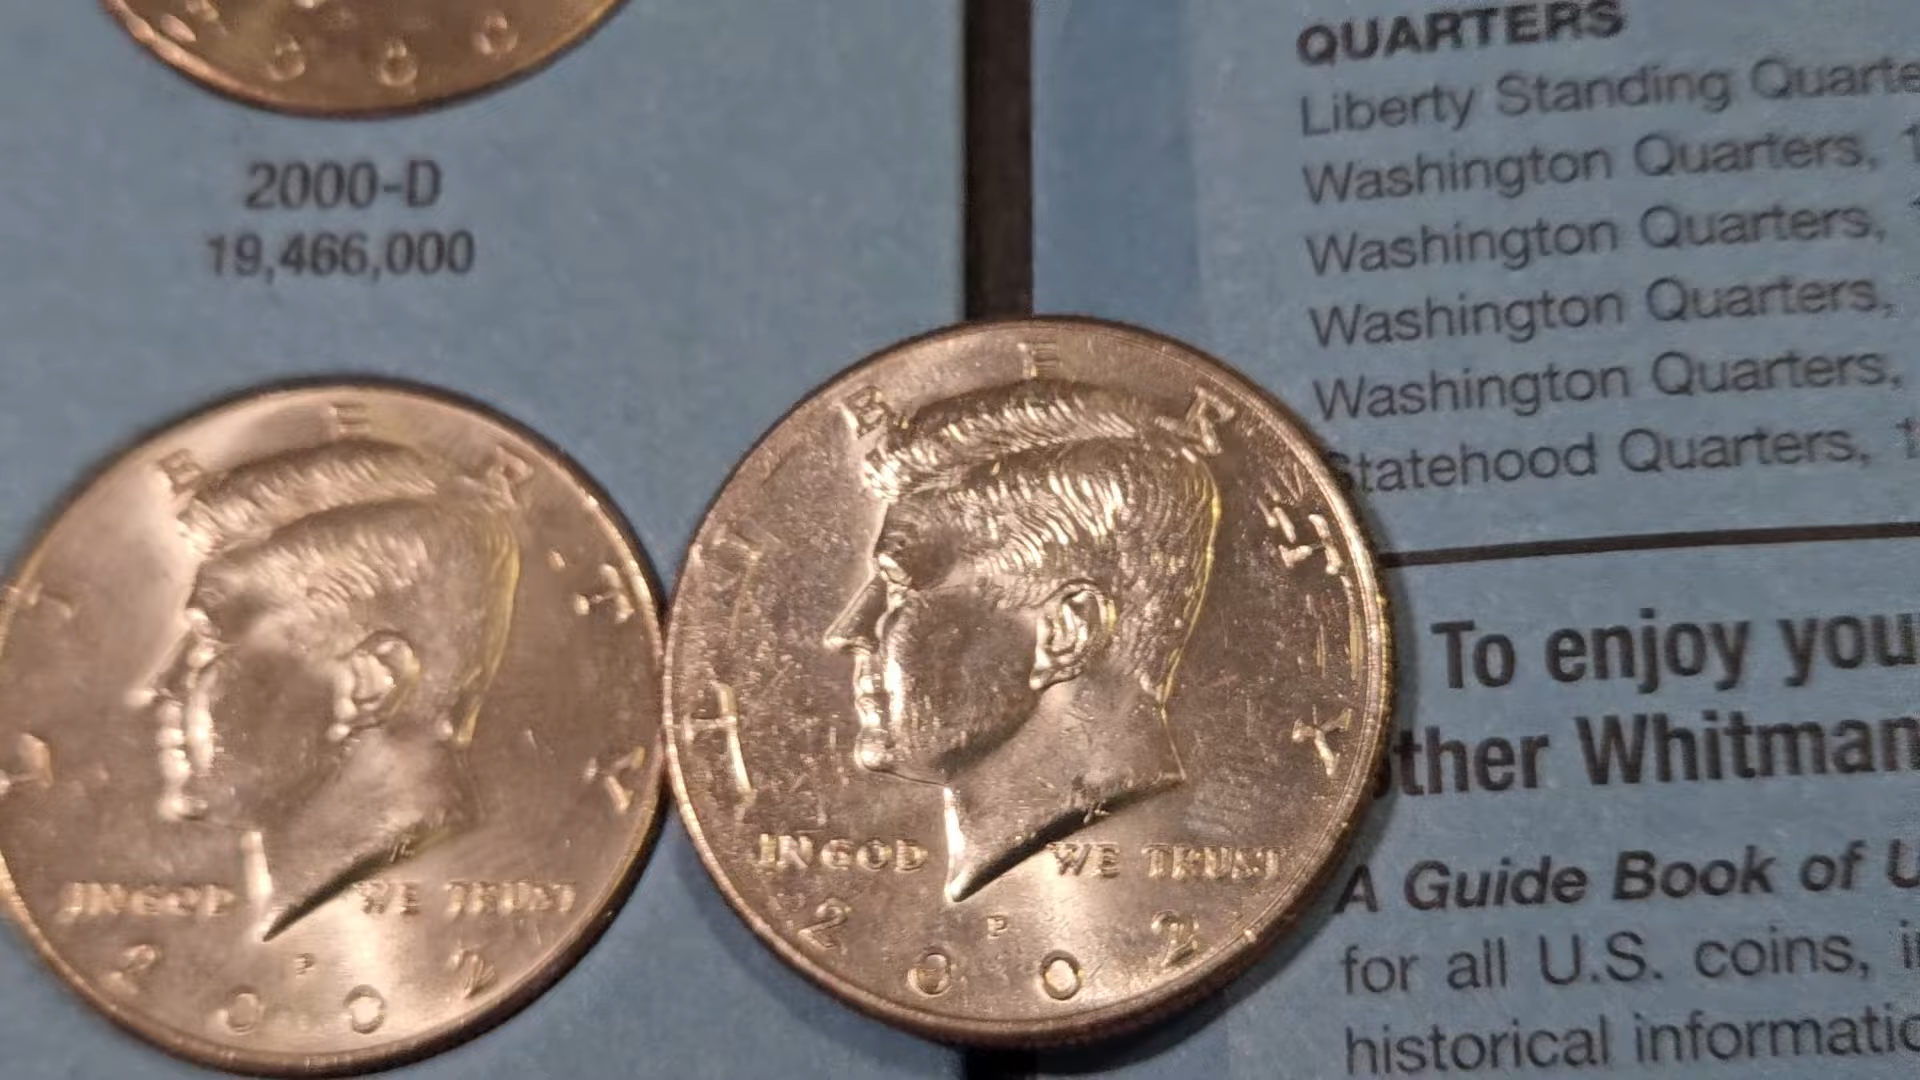 2000-D
19,466,000
LIBERTY
IN GOD WE TRUST
P
2002
LIBERTY
IN GOD WE TRUST
P
2002
QUARTERS
Liberty Standing Quarte
Washington Quarters, 1
Washington Quarters,
Washington Quarters,
Washington Quarters,
Statehood Quarters, 1
To enjoy you
ther Whitman
A Guide Book of U
for all U.S. coins, i
historical informatio